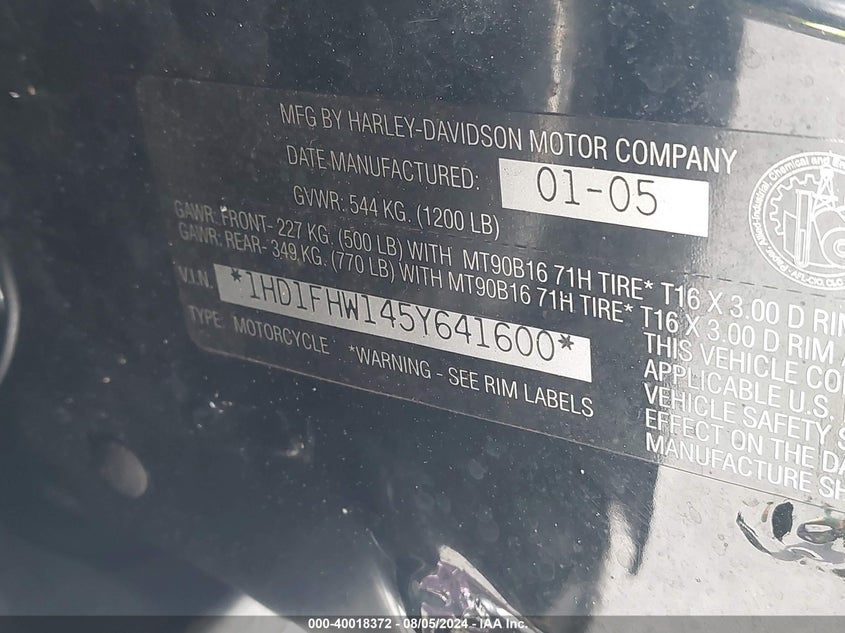 MFG BY HARLEY-DAVIDSON MOTOR COMPANY
DATE MANUFACTURED: 01-05
GVWR: 544 KG. (1200 LB)
GAWR: FRONT- 227 KG. (500 LB) WITH MT90B16 71H TIRE* T16 X 3.00 D RIM
GAWR: REAR- 349 KG. (770 LB) WITH MT90B16 71H TIRE* T16 X 3.00 D RIM
V.I.N. *1HD1FHW145Y641600*
TYPE MOTORCYCLE *WARNING - SEE RIM LABELS
THIS VEHICLE
APPLICABLE U.S.
VEHICLE SAFETY
EFFECT ON THE
MANUFACTURE
AFL-CIO, CLC
000-40018372 - 08/05/2024 - IAA Inc.